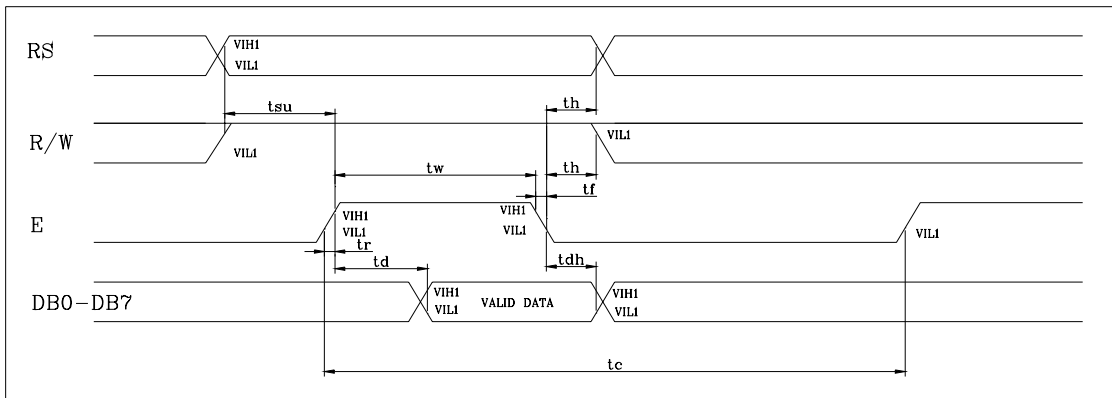 RS
VIH1
VIL1
tsu
th
R/W
VIL1
VIL1
tw
th
tf
E
VIH1
VIL1
VIH1
VIL1
VIL1
tr
td
tdh
DB0-DB7
VIH1
VIL1
VALID DATA
VIH1
VIL1
tc